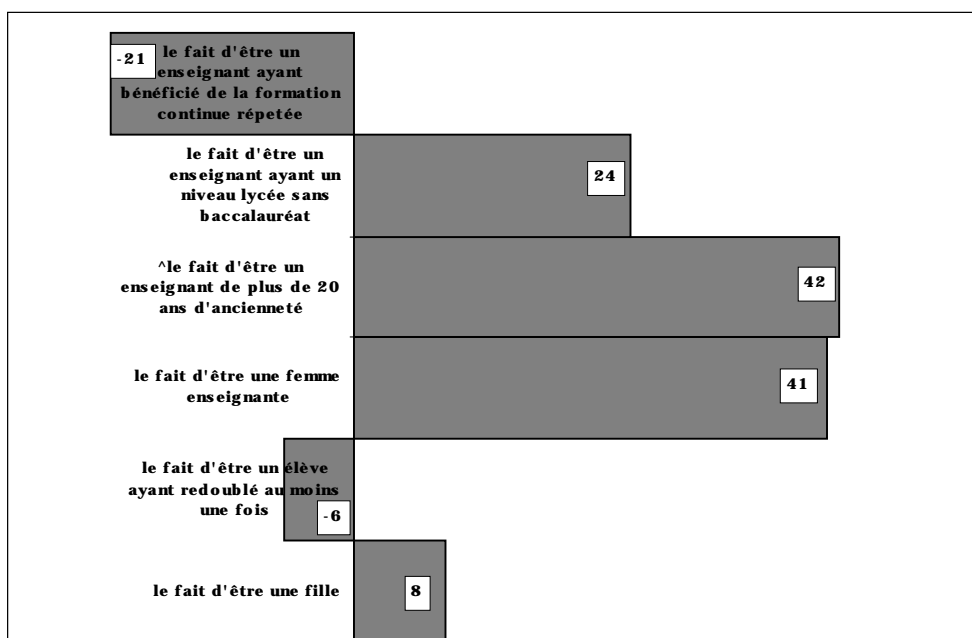 -21
le fait d'être un
enseignant ayant
bénéficié de la formation
continue répetée
le fait d'être un
enseignant ayant un
niveau lycée sans
baccalauréat
24
^le fait d'être un
enseignant de plus de 20
ans d'ancienneté
42
le fait d'être une femme
enseignante
41
le fait d'être un élève
ayant redoublé au moins
une fois
-6
le fait d'être une fille
8